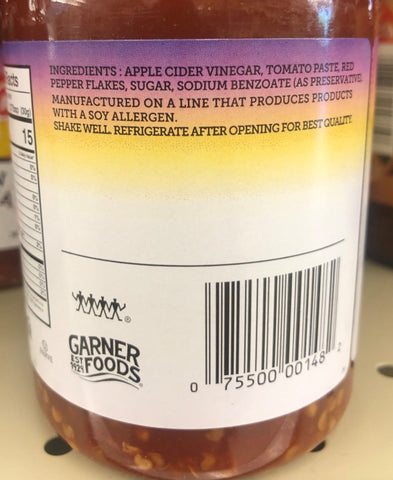 INGREDIENTS : APPLE CIDER VINEGAR, TOMATO PASTE, RED
PEPPER FLAKES, SUGAR, SODIUM BENZOATE (AS PRESERVATIVE)
MANUFACTURED ON A LINE THAT PRODUCES PRODUCTS
WITH A SOY ALLERGEN.
SHAKE WELL. REFRIGERATE AFTER OPENING FOR BEST QUALITY.
15
GARNER
EST
1929
FOODS
0 75500 00148 2